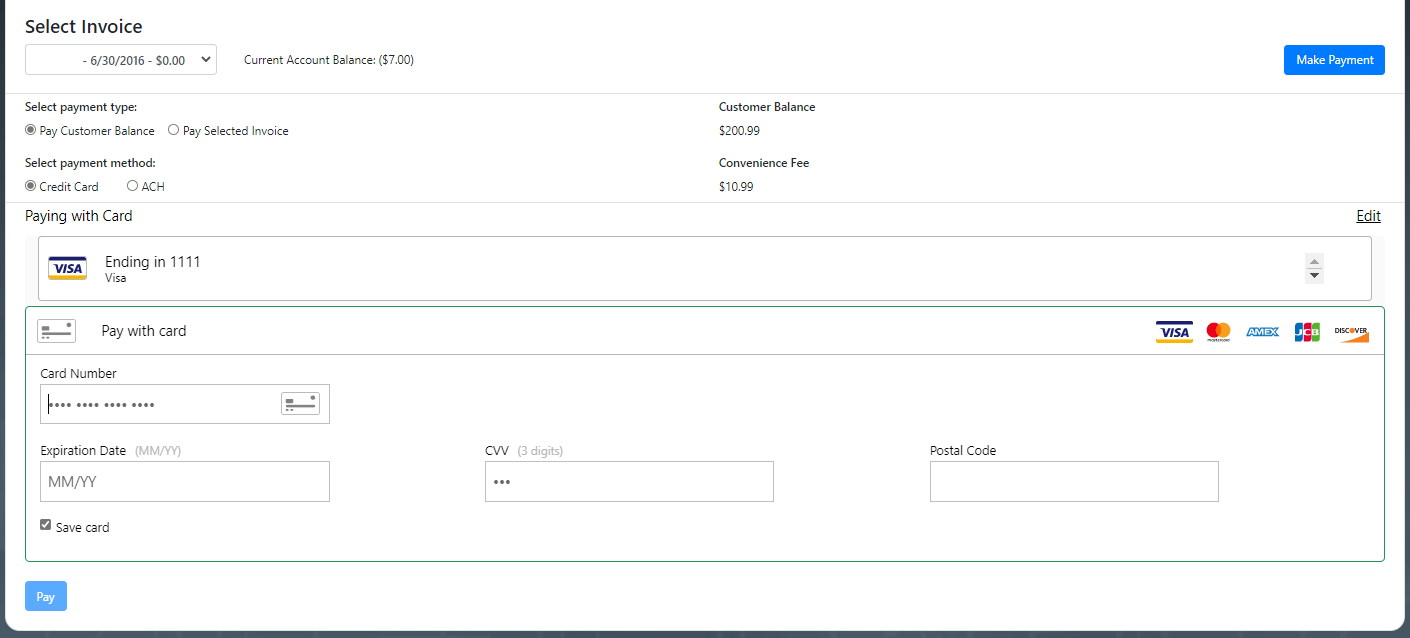 Select Invoice
- 6/30/2016 - $0.00
Current Account Balance: ($7.00)
Make Payment
Select payment type:
Customer Balance
Pay Customer Balance
Pay Selected Invoice
$200.99
Select payment method:
Convenience Fee
Credit Card
ACH
$10.99
Paying with Card
Edit
VISA
Ending in 1111
Visa
Pay with card
VISA
AMEX
JCB
DISCOVER
Card Number
•••• •••• •••• ••••
Expiration Date (MM/YY)
CVV (3 digits)
Postal Code
MM/YY
•••
Save card
Pay